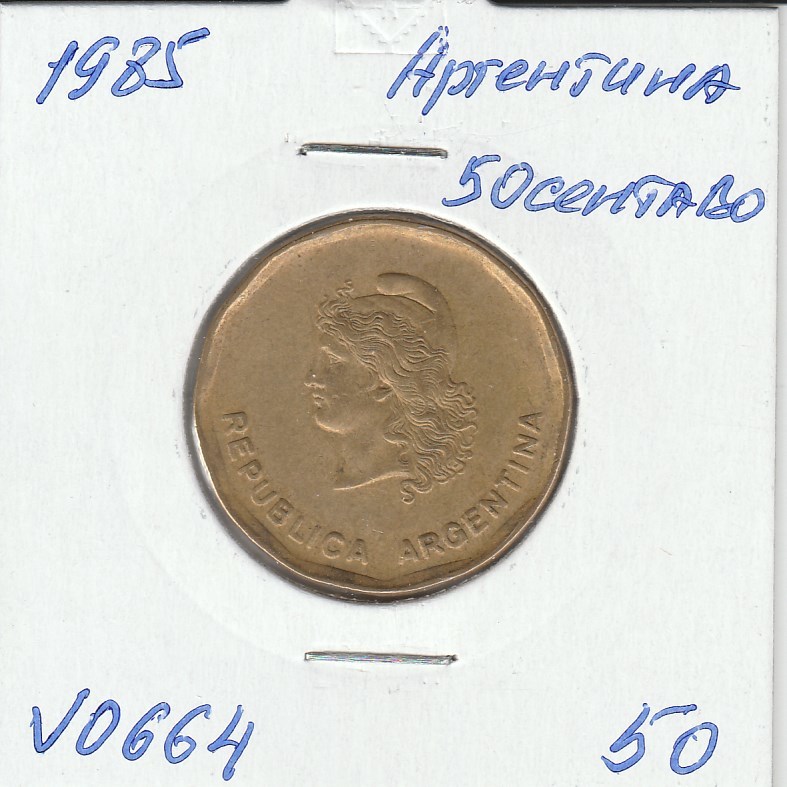 1985 Аргентина
50сентаво
REPUBLICA ARGENTINA
V0664 50